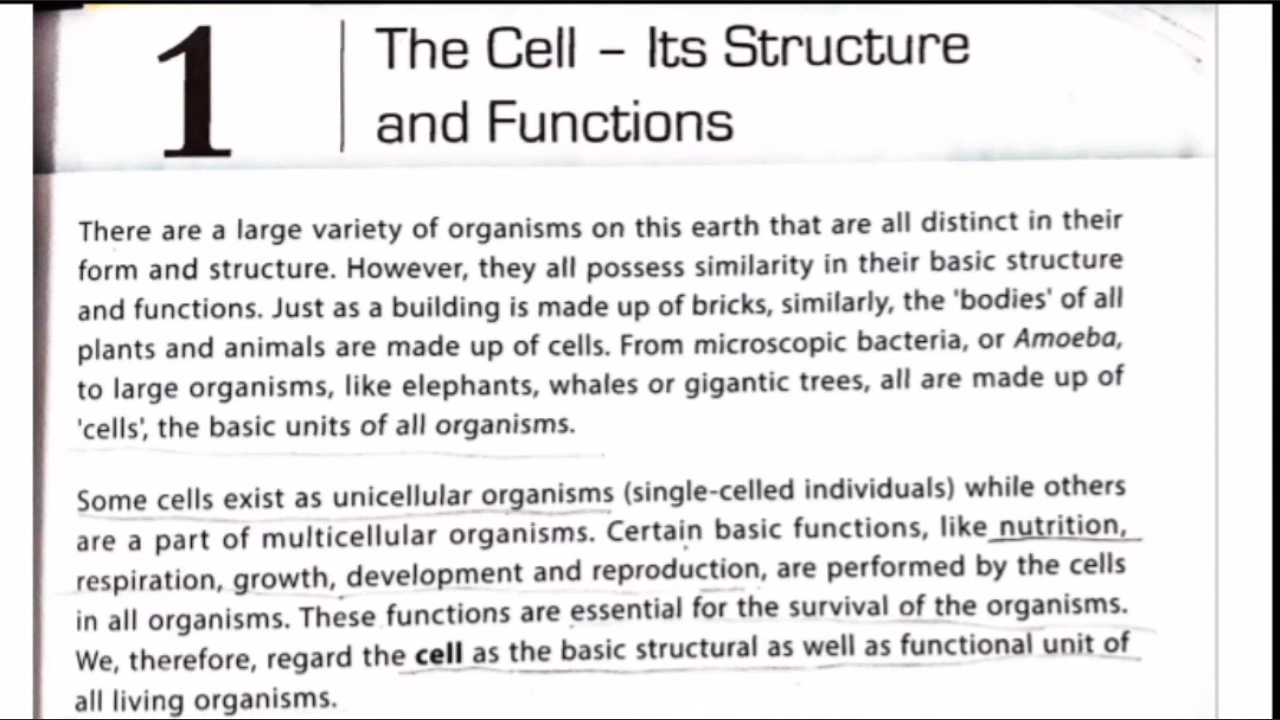 1
The Cell – Its Structure
and Functions
There are a large variety of organisms on this earth that are all distinct in their
form and structure. However, they all possess similarity in their basic structure
and functions. Just as a building is made up of bricks, similarly, the 'bodies' of all
plants and animals are made up of cells. From microscopic bacteria, or Amoeba,
to large organisms, like elephants, whales or gigantic trees, all are made up of
'cells', the basic units of all organisms.
Some cells exist as unicellular organisms (single-celled individuals) while others
are a part of multicellular organisms. Certain basic functions, like nutrition,
respiration, growth, development and reproduction, are performed by the cells
in all organisms. These functions are essential for the survival of the organisms.
We, therefore, regard the cell as the basic structural as well as functional unit of
all living organisms.